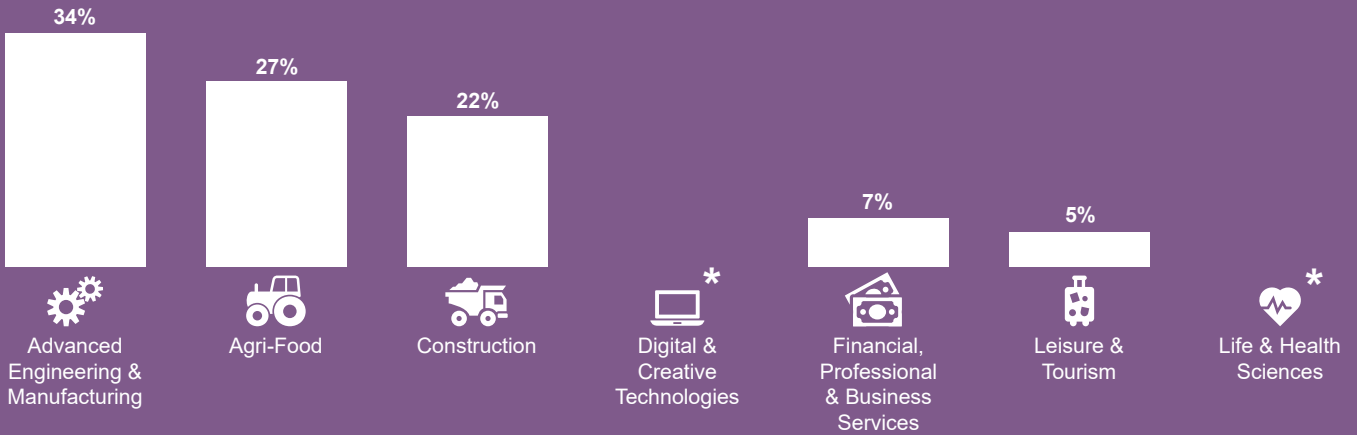 34%
27%
22%
7%
5%
*
*
Advanced
Engineering &
Manufacturing
Agri-Food
Construction
Digital &
Creative
Technologies
Financial,
Professional
& Business
Services
Leisure &
Tourism
Life & Health
Sciences